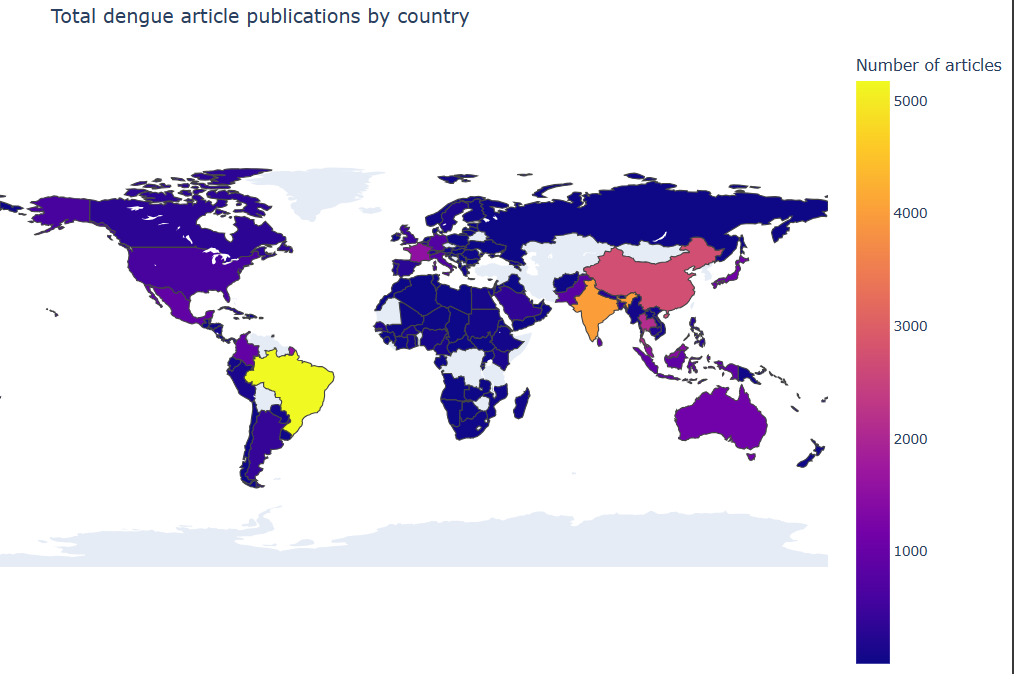 Total dengue article publications by country
Number of articles
5000
4000
3000
2000
1000